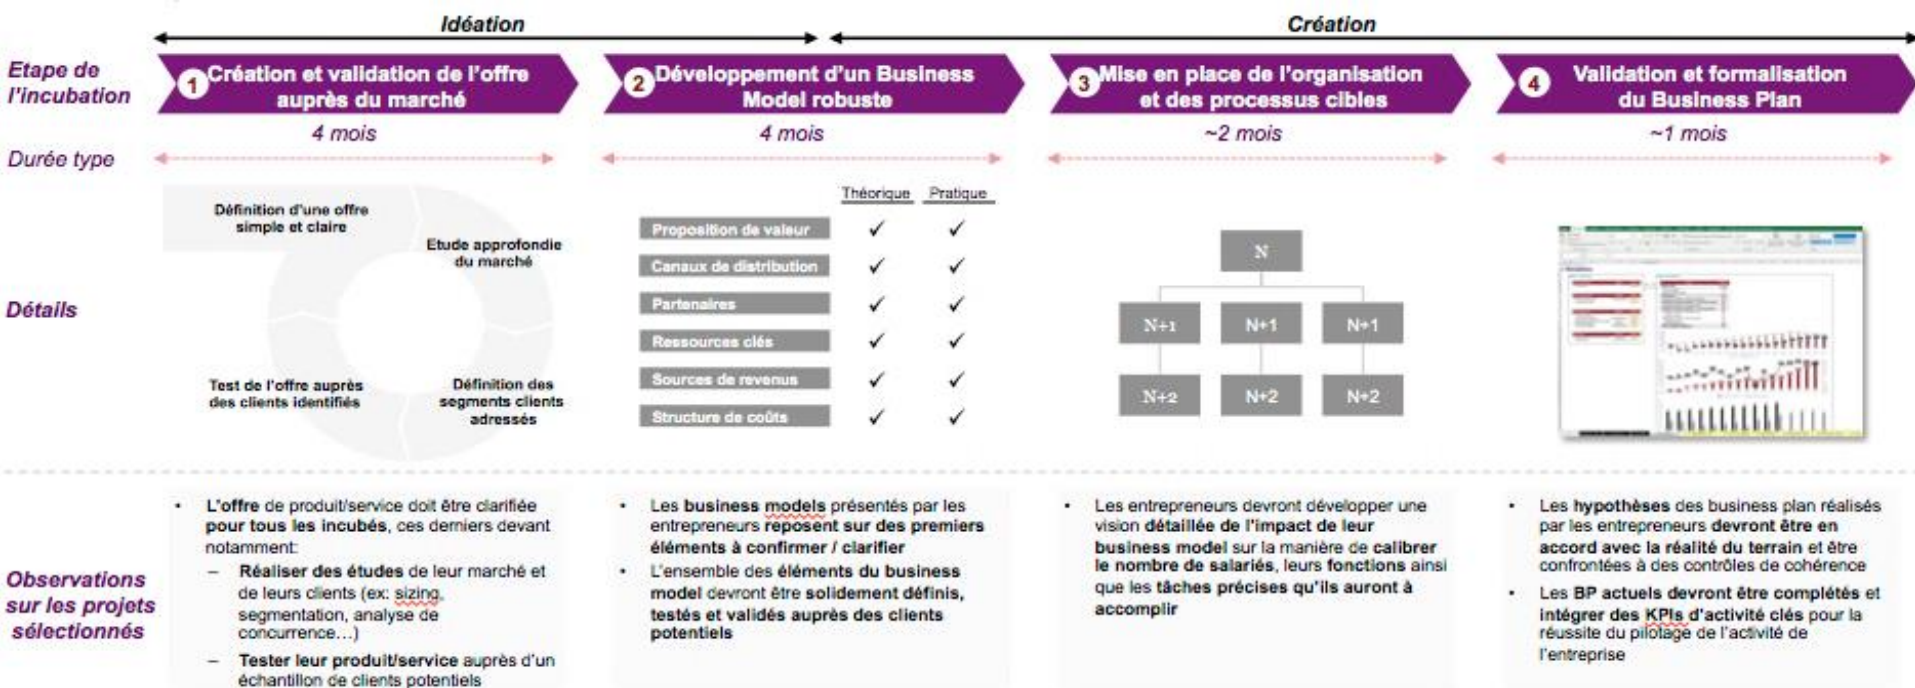 Idéation
Création
Etape de
l'incubation
1
Création et validation de l'offre
auprès du marché
2
Développement d'un Business
Model robuste
3
Mise en place de l'organisation
et des processus cibles
4
Validation et formalisation
du Business Plan
Durée type
4 mois
4 mois
~2 mois
~1 mois
Détails
Définition d'une offre
simple et claire
Etude approfondie
du marché
Définition des
segments clients
adressés
Test de l'offre auprès
des clients identifiés
Théorique Pratique
Proposition de valeur ✓ ✓
Canaux de distribution ✓ ✓
Partenaires ✓ ✓
Ressources clés ✓ ✓
Sources de revenus ✓ ✓
Structure de coûts ✓ ✓
N
N+1 N+1 N+1
N+2 N+2 N+2
Observations
sur les projets
sélectionnés
• L'offre de produit/service doit être clarifiée
pour tous les incubés, ces derniers devant
notamment:
– Réaliser des études de leur marché et
de leurs clients (ex: sizing,
segmentation, analyse de
concurrence…)
– Tester leur produit/service auprès d'un
échantillon de clients potentiels
• Les business models présentés par les
entrepreneurs reposent sur des premiers
éléments à confirmer / clarifier
• L'ensemble des éléments du business
model devront être solidement définis,
testés et validés auprès des clients
potentiels
• Les entrepreneurs devront développer une
vision détaillée de l'impact de leur
business model sur la manière de calibrer
le nombre de salariés, leurs fonctions ainsi
que les tâches précises qu'ils auront à
accomplir
• Les hypothèses des business plan réalisés
par les entrepreneurs devront être en
accord avec la réalité du terrain et être
confrontées à des contrôles de cohérence
• Les BP actuels devront être complétés et
intégrer des KPIs d'activité clés pour la
réussite du pilotage de l'activité de
l'entreprise